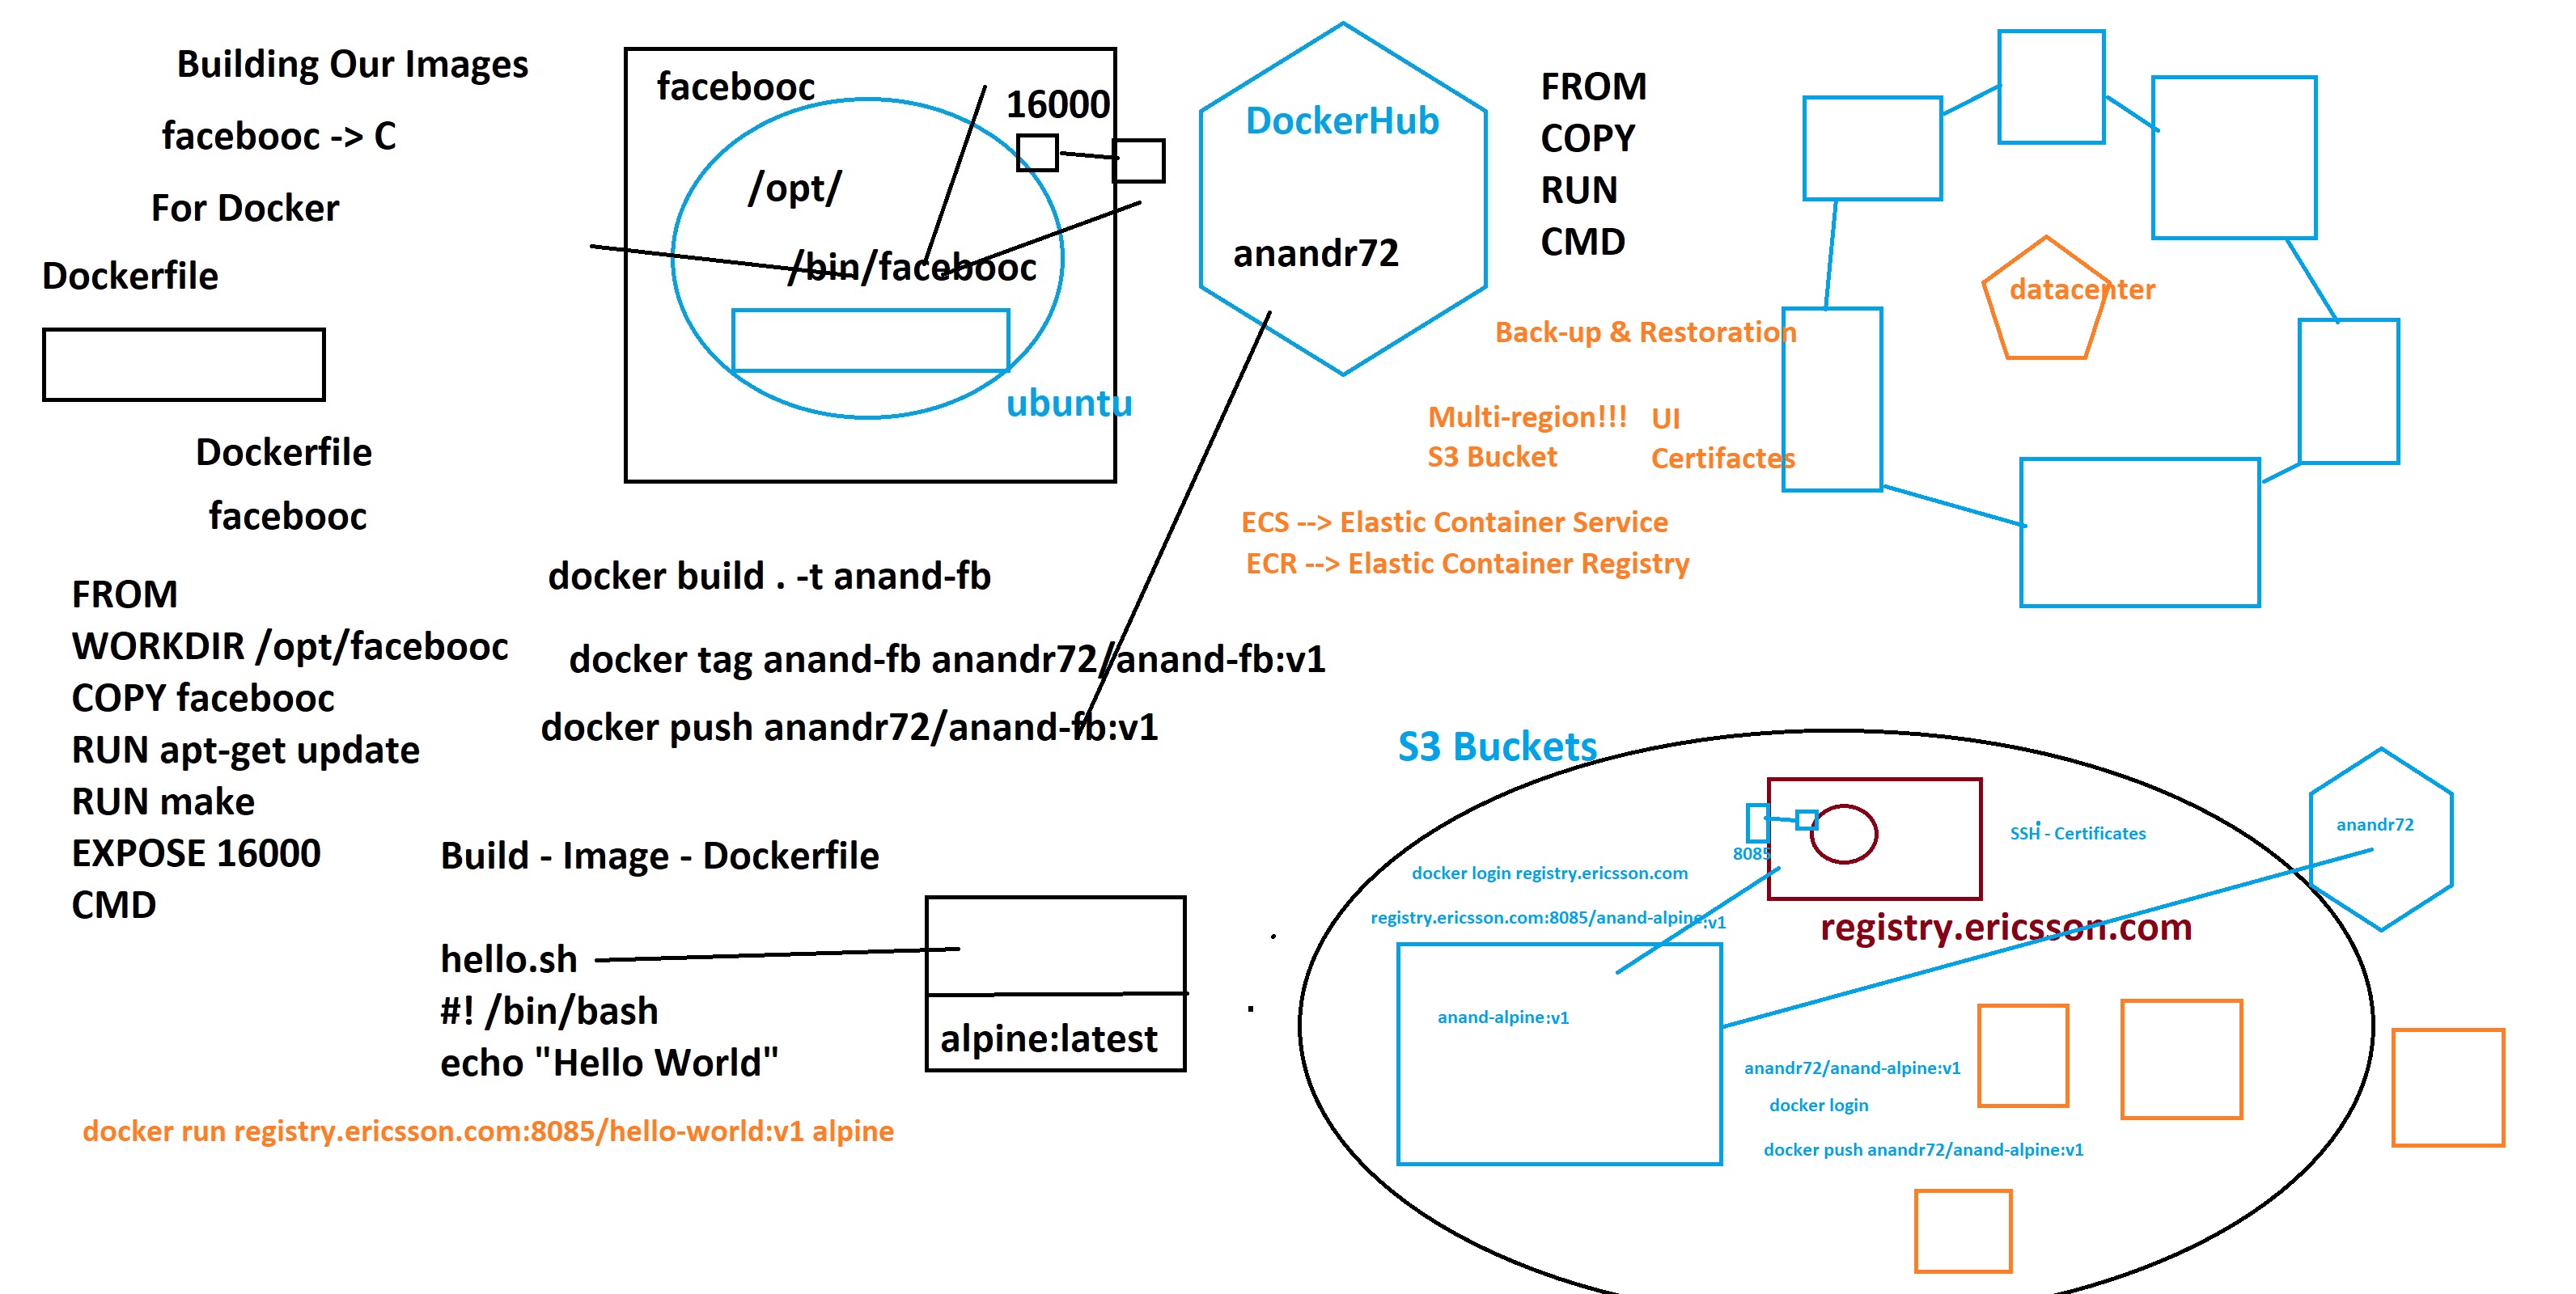 Building Our Images
facebooc -> C
For Docker
Dockerfile
Dockerfile
facebooc
FROM
WORKDIR /opt/facebooc
COPY facebooc
RUN apt-get update
RUN make
EXPOSE 16000
CMD
facebooc
16000
/opt/
/bin/facebooc
ubuntu
DockerHub
anandr72
FROM
COPY
RUN
CMD
datacenter
Back-up & Restoration
Multi-region!!! UI
S3 Bucket Certifactes
ECS --> Elastic Container Service
ECR --> Elastic Container Registry
docker build . -t anand-fb
docker tag anand-fb anandr72/anand-fb:v1
docker push anandr72/anand-fb:v1
Build - Image - Dockerfile
hello.sh
#! /bin/bash
echo "Hello World"
alpine:latest
docker run registry.ericsson.com:8085/hello-world:v1 alpine
S3 Buckets
8085
SSH - Certificates
anandr72
docker login registry.ericsson.com
registry.ericsson.com:8085/anand-alpine:v1
registry.ericsson.com
anand-alpine:v1
anandr72/anand-alpine:v1
docker login
docker push anandr72/anand-alpine:v1